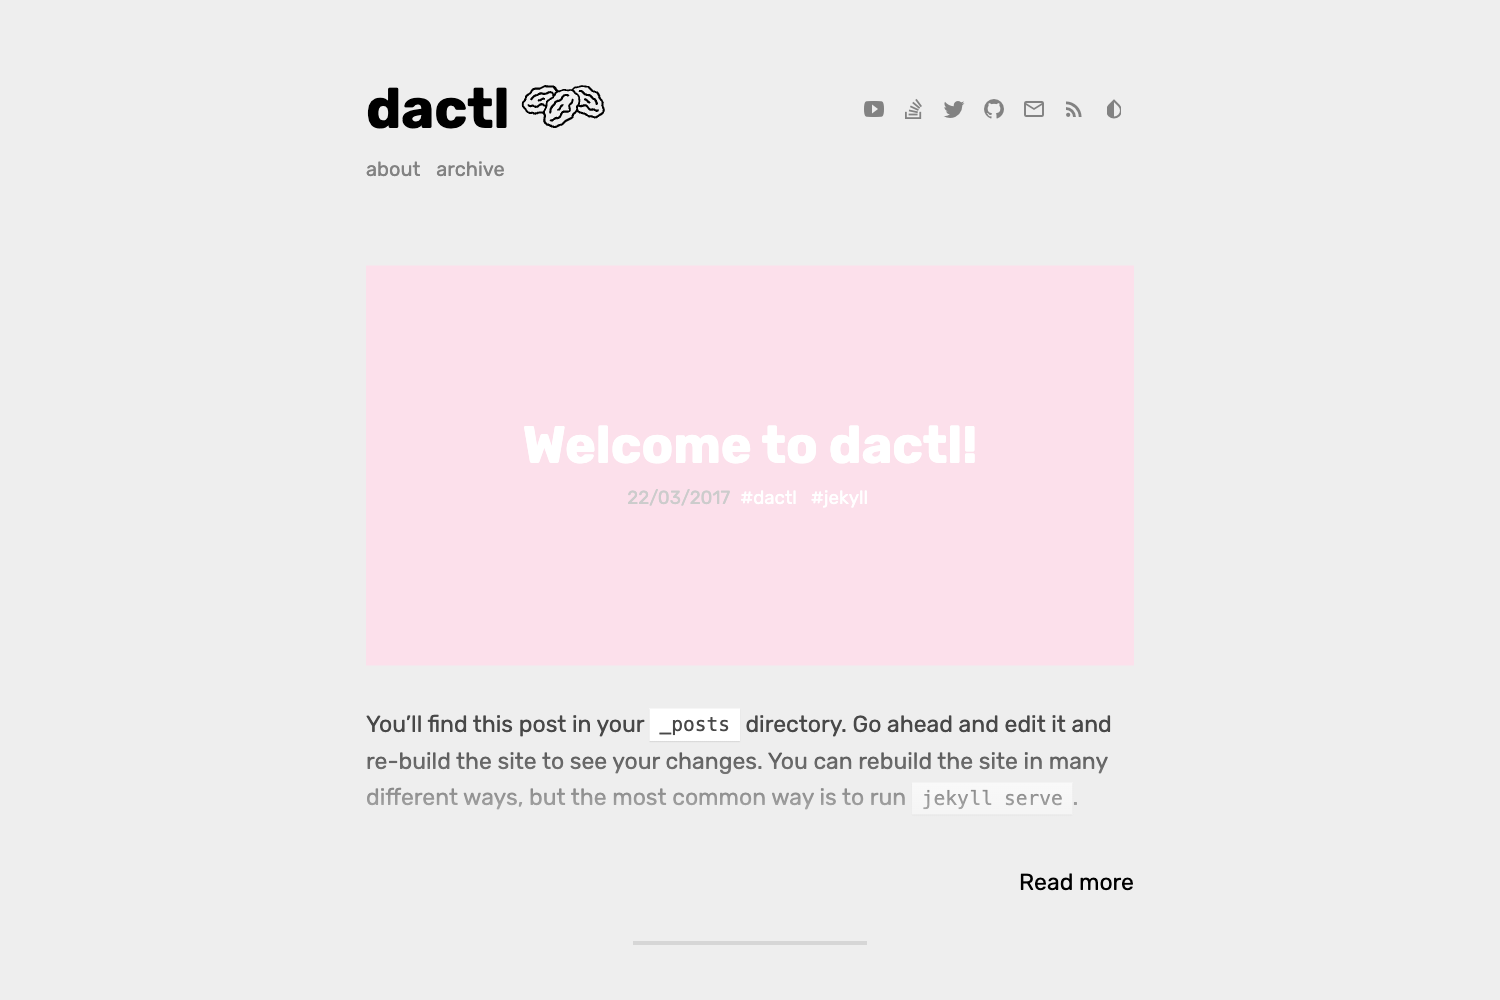 dactl
about archive
Welcome to dactl!
22/03/2017 #dactl #jekyll
You’ll find this post in your _posts directory. Go ahead and edit it and
re-build the site to see your changes. You can rebuild the site in many
different ways, but the most common way is to run jekyll serve.
Read more